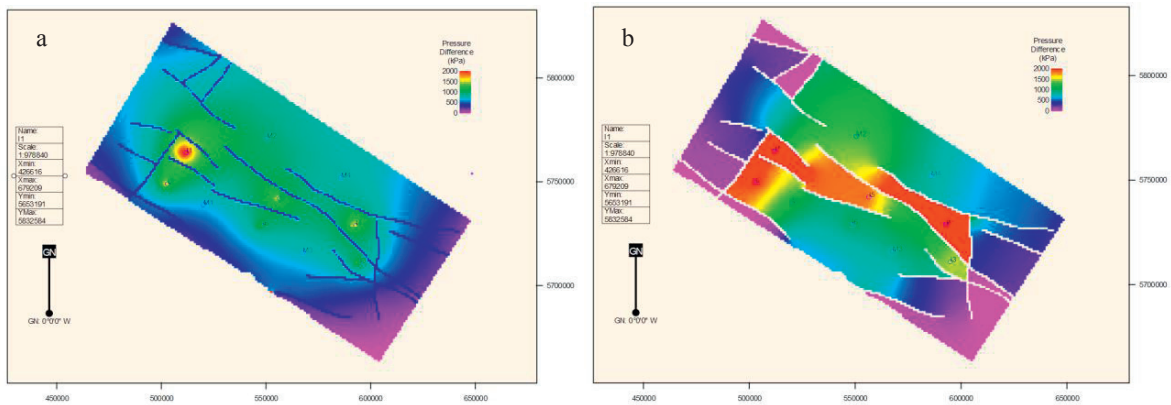 a
Pressure
Difference
(kPa)
2000
1500
1000
500
0
Name:
I1
Scale:
1:978840
Xmin:
426616
Xmax:
679209
Ymin:
5653191
YMax:
5832584
GN
GN: 0°0'0" W
5800000
5750000
5700000
450000
500000
550000
600000
650000
b
Pressure
Difference
(kPa)
2000
1500
1000
500
0
Name:
I1
Scale:
1:978840
Xmin:
426616
Xmax:
679209
Ymin:
5653191
YMax:
5832584
GN
GN: 0°0'0" W
5800000
5750000
5700000
450000
500000
550000
600000
650000